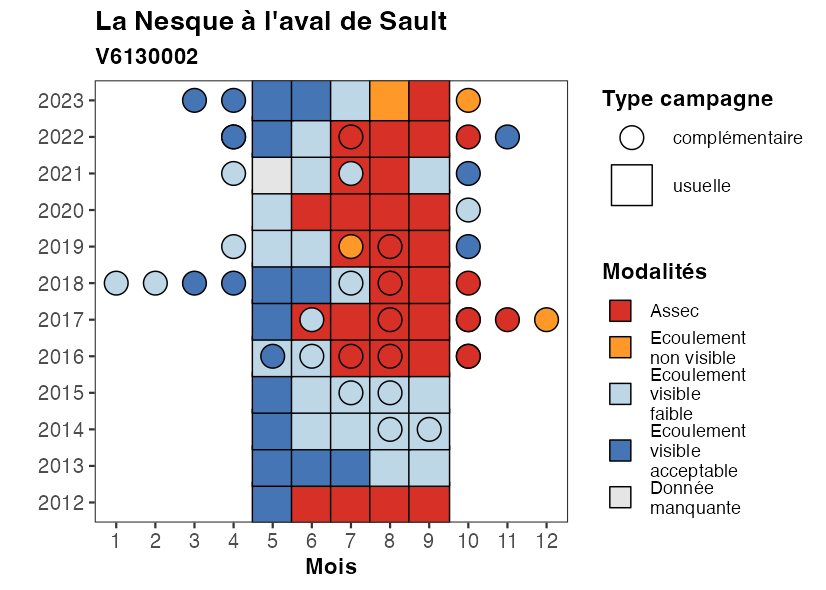 La Nesque à l'aval de Sault
V6130002
2023
2022
2021
2020
2019
2018
2017
2016
2015
2014
2013
2012
1 2 3 4 5 6 7 8 9 10 11 12
Mois
Type campagne
complémentaire
usuelle
Modalités
Assec
Ecoulement
non visible
Ecoulement
visible
faible
Ecoulement
visible
acceptable
Donnée
manquante